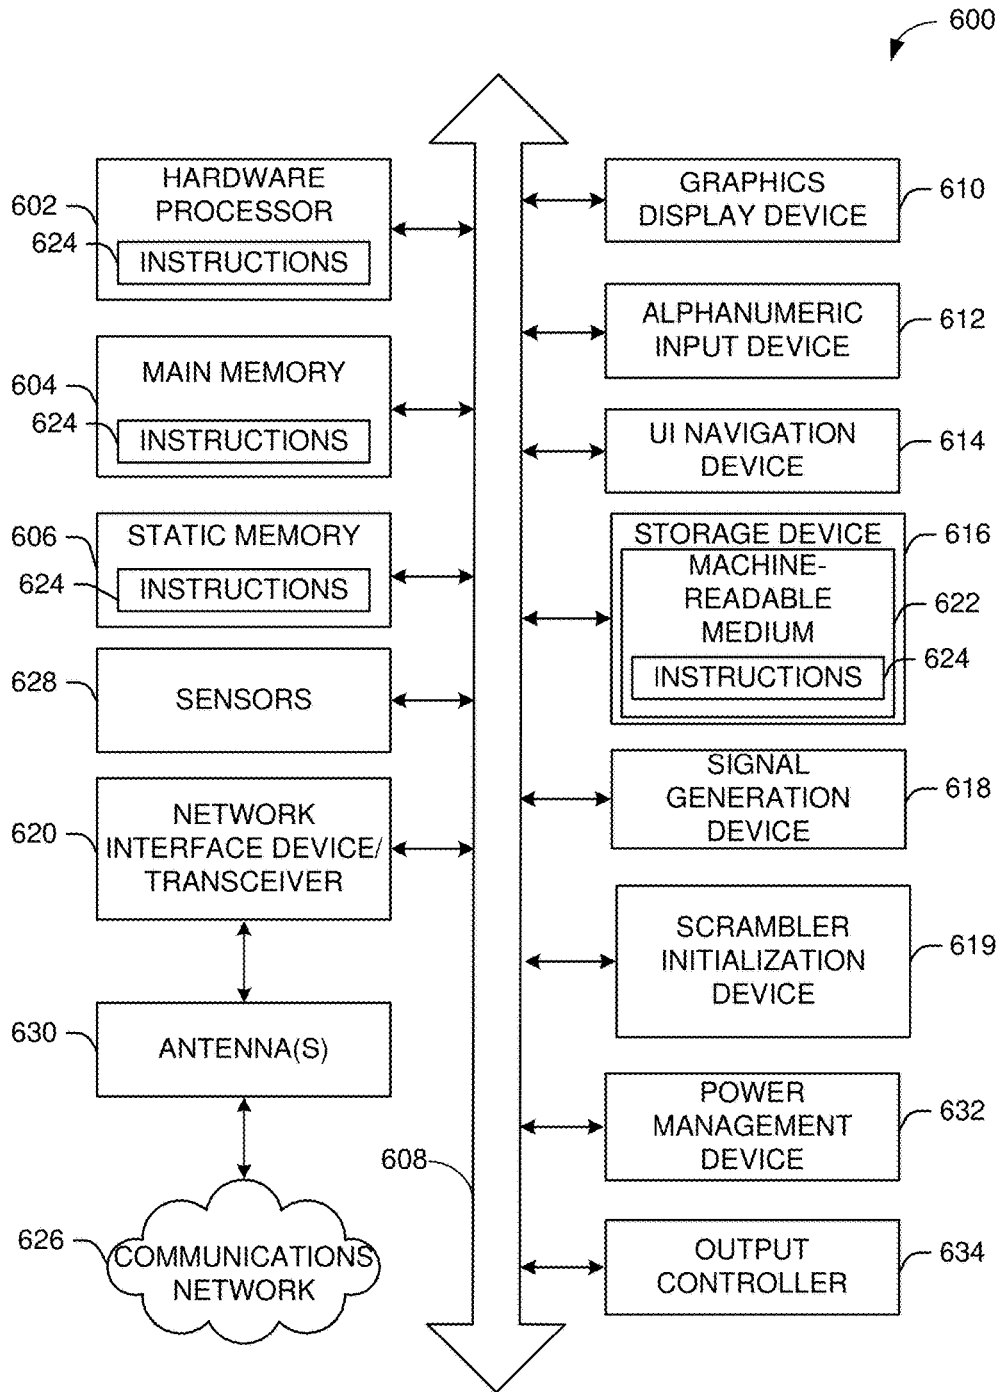 600
HARDWARE
PROCESSOR
602
624
INSTRUCTIONS
MAIN MEMORY
604
624
INSTRUCTIONS
STATIC MEMORY
606
624
INSTRUCTIONS
628
SENSORS
NETWORK
620
INTERFACE DEVICE/
TRANSCEIVER
630
ANTENNA(S)
608
626
COMMUNICATIONS
NETWORK
GRAPHICS
DISPLAY DEVICE
610
ALPHANUMERIC
INPUT DEVICE
612
UI NAVIGATION
DEVICE
614
STORAGE DEVICE
616
MACHINE-
READABLE
MEDIUM
622
INSTRUCTIONS
624
SIGNAL
GENERATION
DEVICE
618
SCRAMBLER
INITIALIZATION
DEVICE
619
POWER
MANAGEMENT
DEVICE
632
OUTPUT
CONTROLLER
634